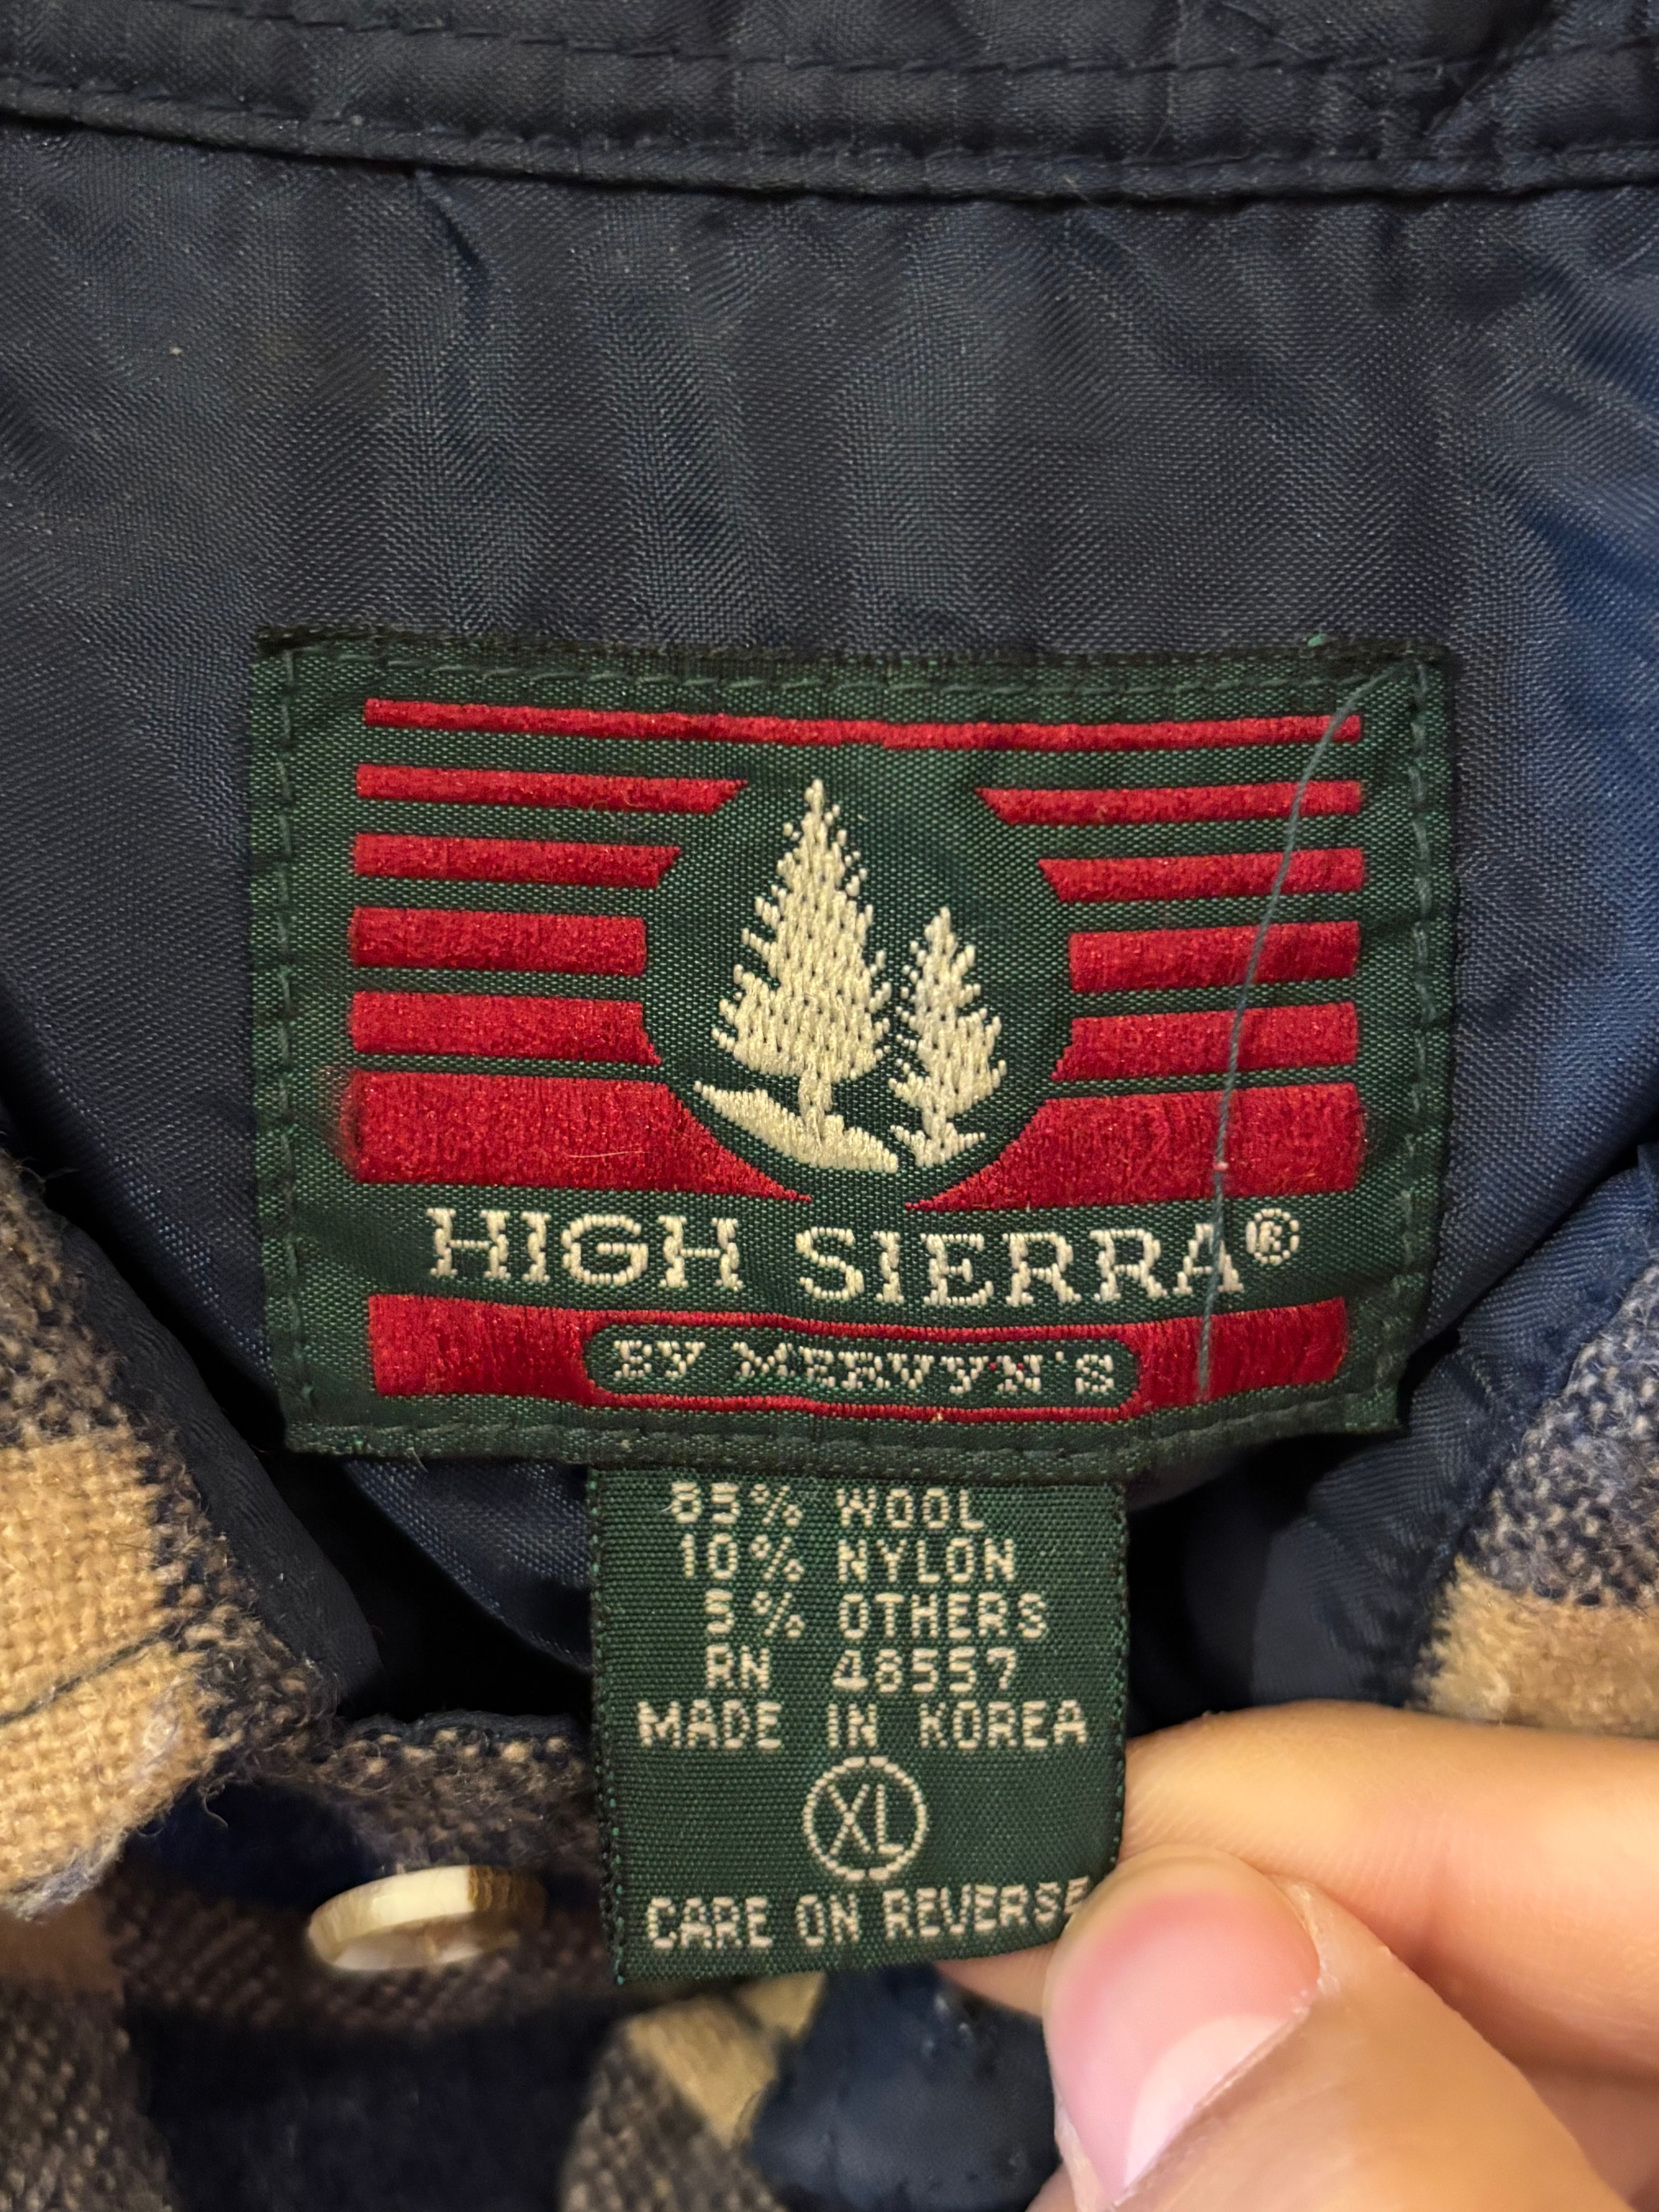 HIGH SIERRA®
BY MERVYN'S
85% WOOL
10% NYLON
5% OTHERS
RN 48557
MADE IN KOREA
XL
CARE ON REVERSE